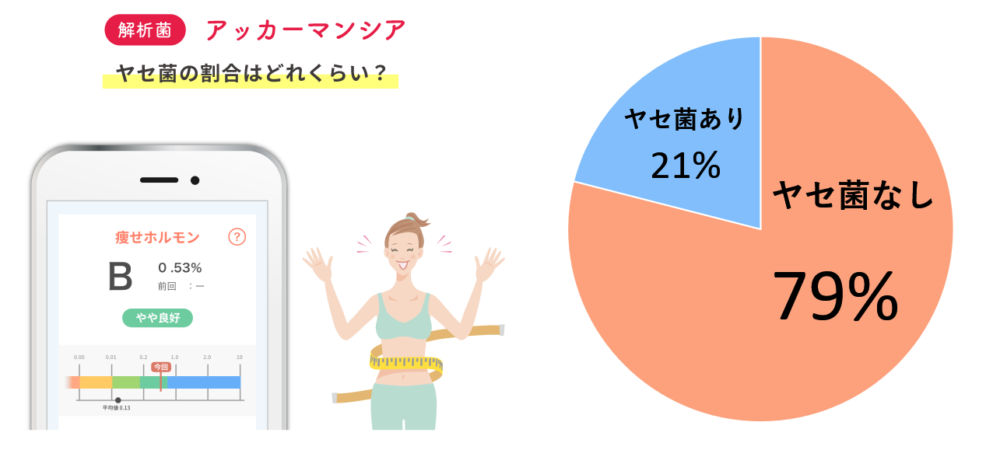 解析菌 アッカーマンシア
ヤセ菌の割合はどれくらい？
痩せホルモン ?
B 0 .53%
前回 ：ー
やや良好
0.00 0.01 0.2 1.0 2.0 10
今回
平均値 0.13
ヤセ菌あり
21%
ヤセ菌なし
79%